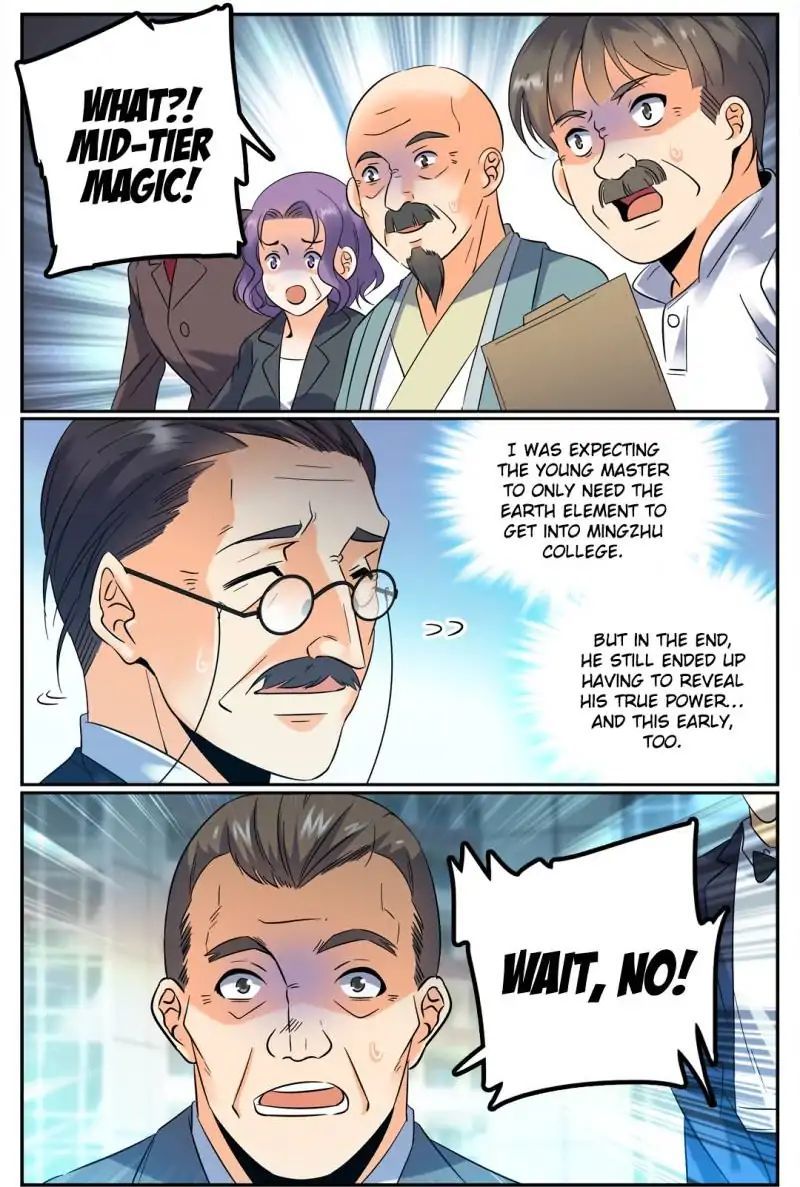 WHAT?!
MID-TIER
MAGIC!
I WAS EXPECTING
THE YOUNG MASTER
TO ONLY NEED THE
EARTH ELEMENT TO
GET INTO MINGZHU
COLLEGE.
BUT IN THE END,
HE STILL ENDED UP
HAVING TO REVEAL
HIS TRUE POWER...
AND THIS EARLY,
TOO.
WAIT, NO!